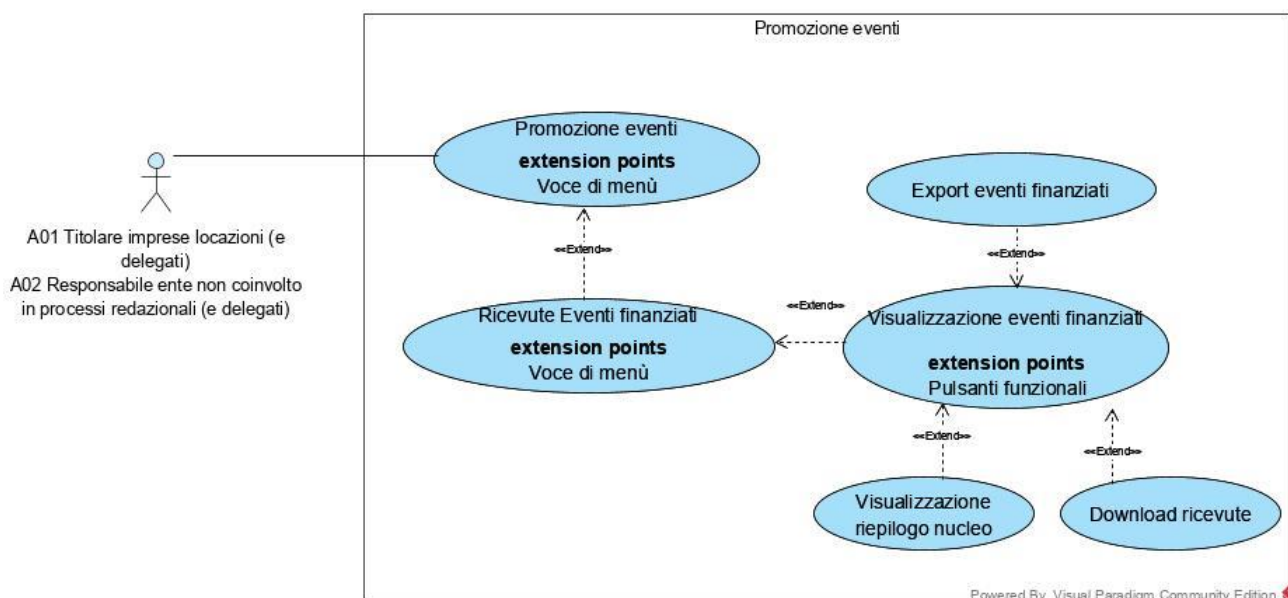 Promozione eventi
Promozione eventi
extension points
Voce di menù
Export eventi finanziati
A01 Titolare imprese locazioni (e
delegati)
A02 Responsabile ente non coinvolto
in processi redazionali (e delegati)
<<Extend>>
<<Extend>>
Ricevute Eventi finanziati
extension points
Voce di menù
<<Extend>>
Visualizzazione eventi finanziati
extension points
Pulsanti funzionali
<<Extend>>
<<Extend>>
Visualizzazione
riepilogo nucleo
Download ricevute
Powered By Visual Paradigm Community Edition